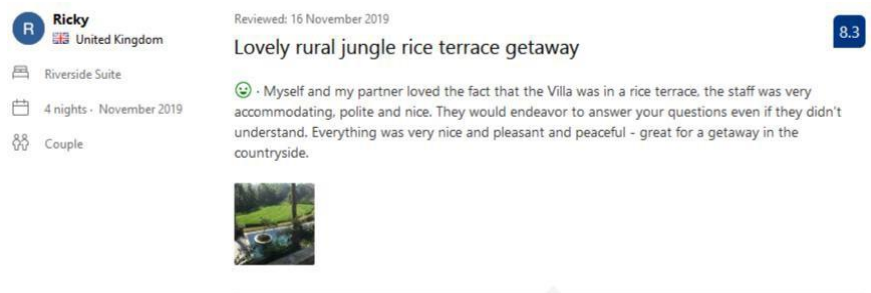 R
Ricky
United Kingdom
Riverside Suite
4 nights · November 2019
Couple
Reviewed: 16 November 2019
Lovely rural jungle rice terrace getaway
8.3
· Myself and my partner loved the fact that the Villa was in a rice terrace, the staff was very
accommodating, polite and nice. They would endeavor to answer your questions even if they didn't
understand. Everything was very nice and pleasant and peaceful - great for a getaway in the
countryside.